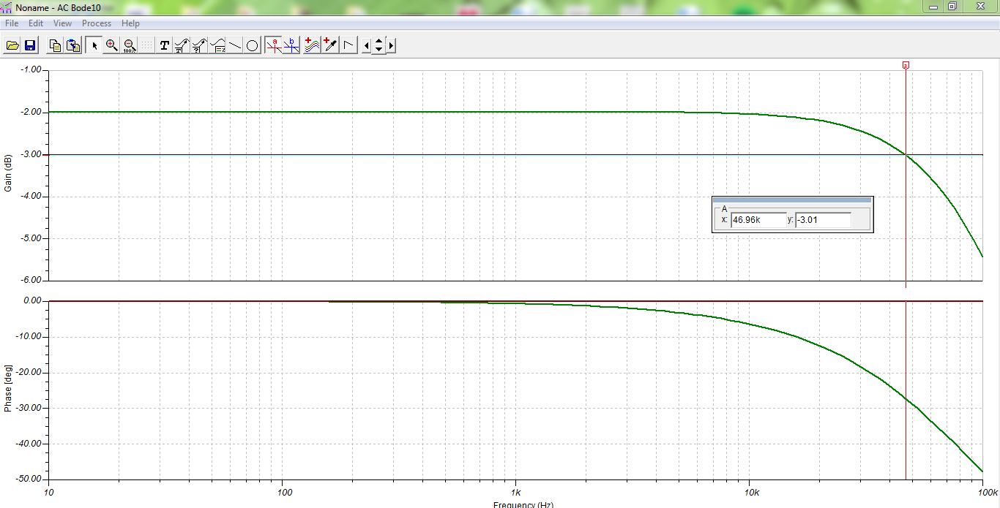 Noname - AC Bode10
File Edit View Process Help
T 100% a b
a
-1.00
-2.00
-3.00
-4.00
-5.00
-6.00
Gain (dB)
A
x: 46.96k y: -3.01
0.00
-10.00
-20.00
-30.00
-40.00
-50.00
Phase [deg]
10 100 1k 10k 100k
Frequency (Hz)